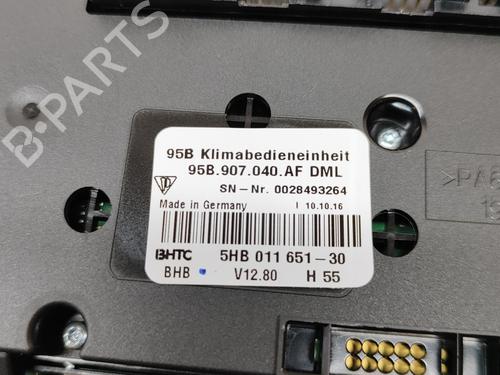 B-PARTS
95B Klimabedieneinheit
95B.907.040.AF DML
SN-Nr. 0028493264
Made in Germany I 10.10.16
BHTC 5HB 011 651-30
BHB V12.80 H 55